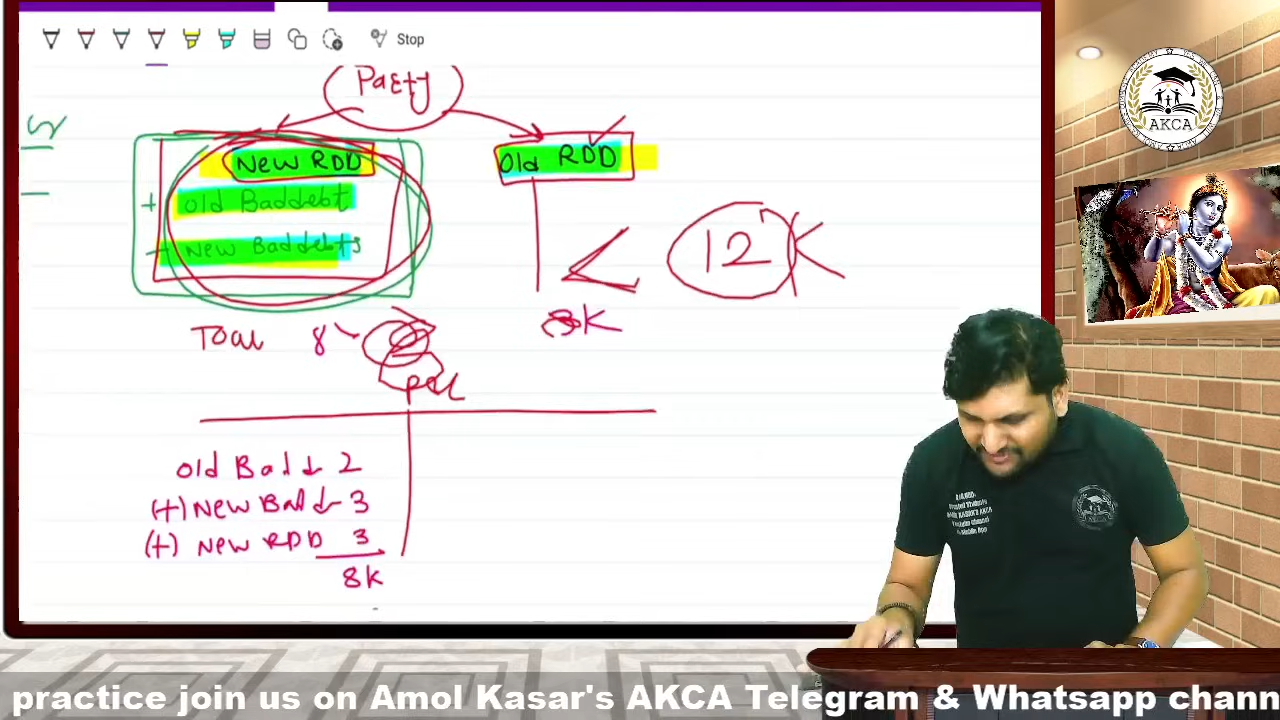 Stop
Party
New RDD
Old RDD
+ Old Baddebt
+ New Baddebts
< 12K
Total 8
8K
P&L
Old Bad d 2
(+) New Bad d 3
(+) New RDD 3
8K
AKCA
practice join us on Amol Kasar's AKCA Telegram & Whatsapp chann